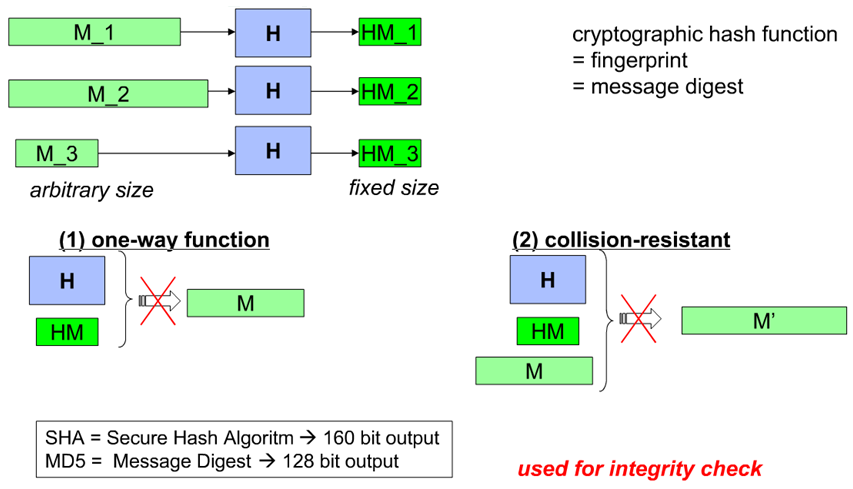 M_1
H
HM_1
cryptographic hash function
= fingerprint
= message digest
M_2
H
HM_2
M_3
H
HM_3
arbitrary size
fixed size
(1) one-way function
(2) collision-resistant
H
HM
M
H
HM
M
M’
SHA = Secure Hash Algoritm → 160 bit output
MD5 =  Message Digest → 128 bit output
used for integrity check